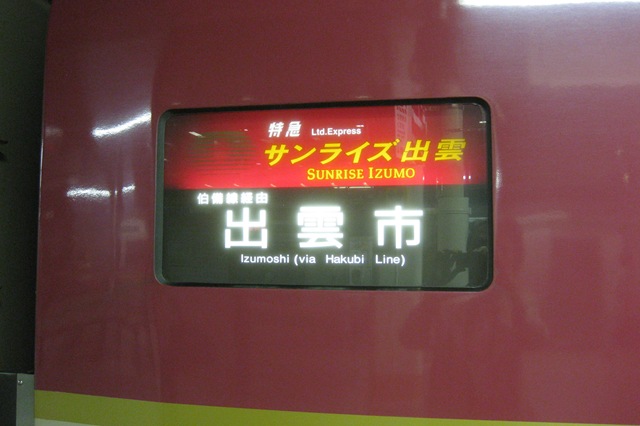 特急 Ltd.Express
サンライズ出雲
SUNRISE IZUMO
伯備線経由
出雲市
Izumoshi (via Hakubi Line)